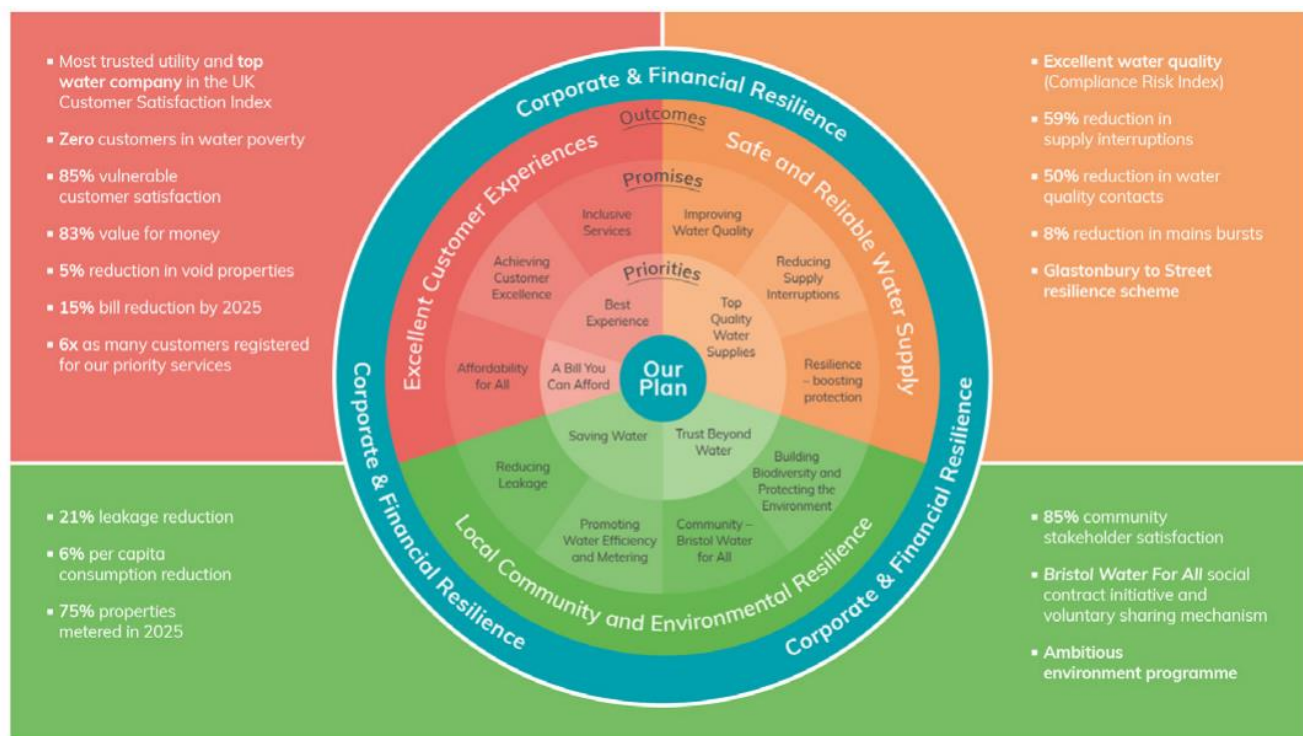 ▪ Most trusted utility and top
water company in the UK
Customer Satisfaction Index
▪ Zero customers in water poverty
▪ 85% vulnerable
customer satisfaction
▪ 83% value for money
▪ 5% reduction in void properties
▪ 15% bill reduction by 2025
▪ 6x as many customers registered
for our priority services
▪ Excellent water quality
(Compliance Risk Index)
▪ 59% reduction in
supply interruptions
▪ 50% reduction in water
quality contacts
▪ 8% reduction in mains bursts
▪ Glastonbury to Street
resilience scheme
Corporate & Financial Resilience
Outcomes
Excellent Customer Experiences
Safe and Reliable Water Supply
Promises
Inclusive
Services
Improving
Water Quality
Achieving
Customer
Excellence
Reducing
Supply
Interruptions
Priorities
Best
Experience
Top
Quality
Water
Supplies
Affordability
for All
A Bill You
Can Afford
Our
Plan
Resilience
– boosting
protection
Saving Water
Trust Beyond
Water
Reducing
Leakage
Building
Biodiversity and
Protecting the
Environment
Promoting
Water Efficiency
and Metering
Community –
Bristol Water
for All
Local Community and Environmental Resilience
Corporate & Financial Resilience
Corporate & Financial Resilience
▪ 21% leakage reduction
▪ 6% per capita
consumption reduction
▪ 75% properties
metered in 2025
▪ 85% community
stakeholder satisfaction
▪ Bristol Water For All social
contract initiative and
voluntary sharing mechanism
▪ Ambitious
environment programme